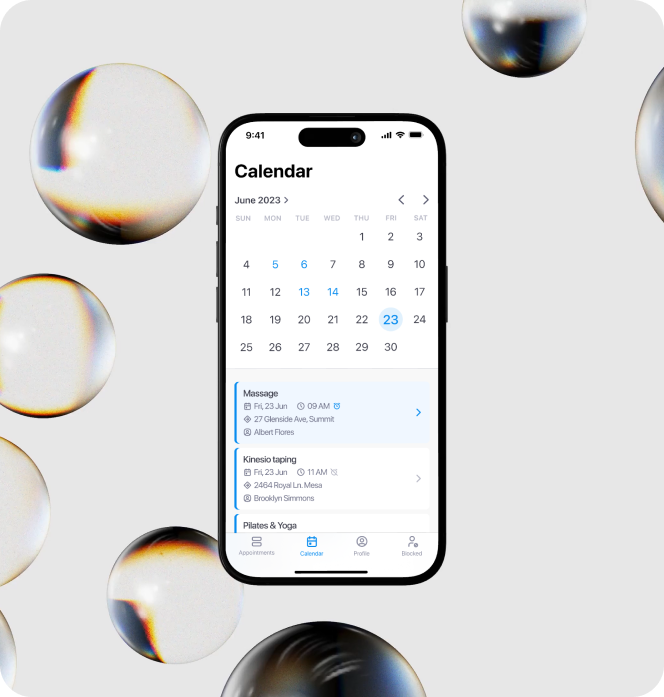 9:41
Calendar
June 2023
SUN MON TUE WED THU FRI SAT
1 2 3
4 5 6 7 8 9 10
11 12 13 14 15 16 17
18 19 20 21 22 23 24
25 26 27 28 29 30
Massage
Fri, 23 Jun 09 AM
27 Glenside Ave, Summit
Albert Flores
Kinesio taping
Fri, 23 Jun 11 AM
2464 Royal Ln. Mesa
Brooklyn Simmons
Pilates & Yoga
Appointments Calendar Profile Blocked